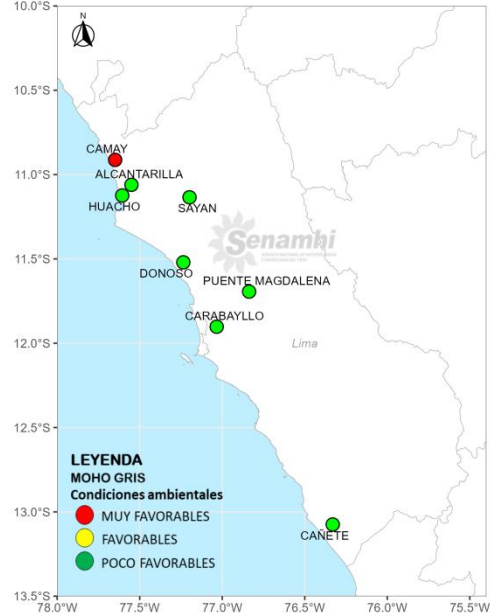 10.0°S
N
10.5°S
CAMAY
11.0°S
ALCANTARILLA
HUACHO
SAYAN
Senamhi
11.5°S
DONOSO
PUENTE MAGDALENA
CARABAYLLO
12.0°S
Lima
12.5°S
LEYENDA
MOHO GRIS
Condiciones ambientales
MUY FAVORABLES
FAVORABLES
POCO FAVORABLES
13.0°S
CAÑETE
13.5°S
78.0°W 77.5°W 77.0°W 76.5°W 76.0°W 75.5°W